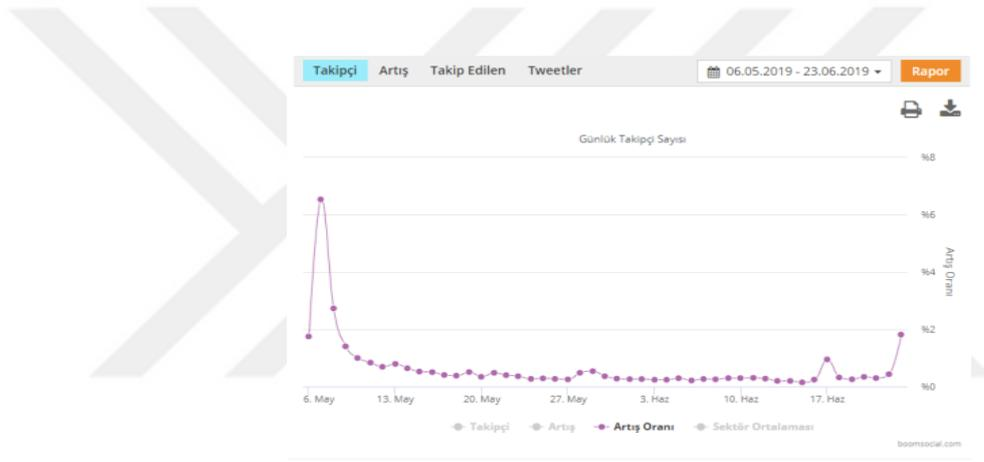 Takipçi Artış Takip Edilen Tweetler 06.05.2019 - 23.06.2019 Rapor
Günlük Takipçi Sayısı
%8
%6
%4
%2
%0
Artış Oranı
6. May 13. May 20. May 27. May 3. Haz 10. Haz 17. Haz
Takipçi Artış Artış Oranı Sektör Ortalaması
boomsocial.com